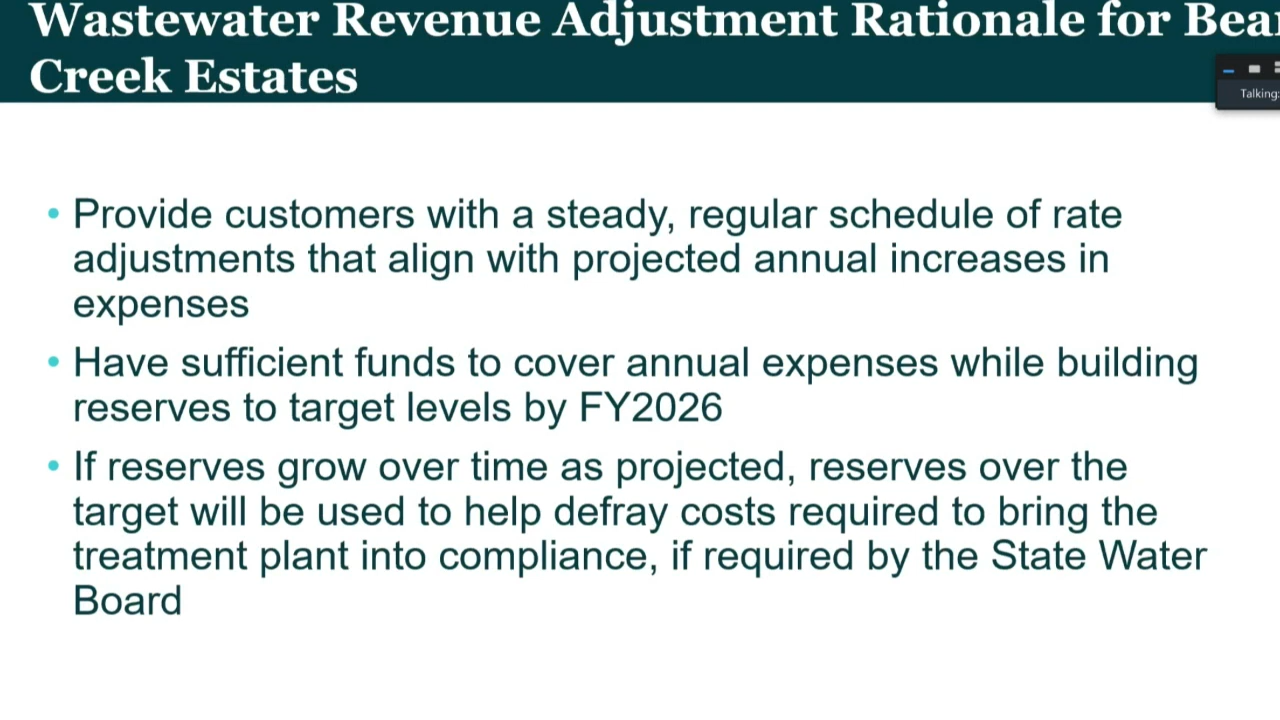 Wastewater Revenue Adjustment Rationale for Bear
Creek Estates
Talking:
• Provide customers with a steady, regular schedule of rate
adjustments that align with projected annual increases in
expenses
• Have sufficient funds to cover annual expenses while building
reserves to target levels by FY2026
• If reserves grow over time as projected, reserves over the
target will be used to help defray costs required to bring the
treatment plant into compliance, if required by the State Water
Board